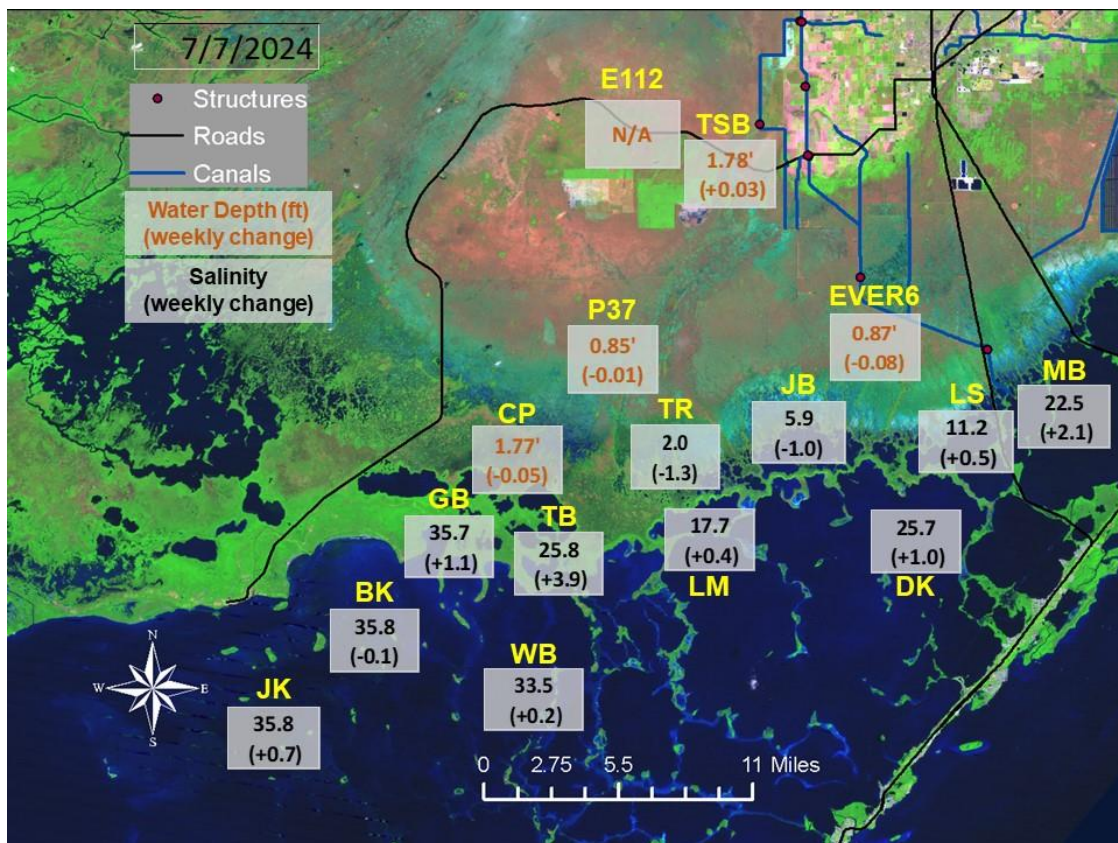 7/7/2024
Structures
Roads
Canals
Water Depth (ft)
(weekly change)
Salinity
(weekly change)
E112
N/A
TSB
1.78'
(+0.03)
P37
0.85'
(-0.01)
EVER6
0.87'
(-0.08)
CP
1.77'
(-0.05)
TR
2.0
(-1.3)
JB
5.9
(-1.0)
LS
11.2
(+0.5)
MB
22.5
(+2.1)
GB
35.7
(+1.1)
TB
25.8
(+3.9)
17.7
(+0.4)
LM
25.7
(+1.0)
DK
BK
35.8
(-0.1)
WB
33.5
(+0.2)
JK
35.8
(+0.7)
N
W E
S
0 2.75 5.5 11 Miles